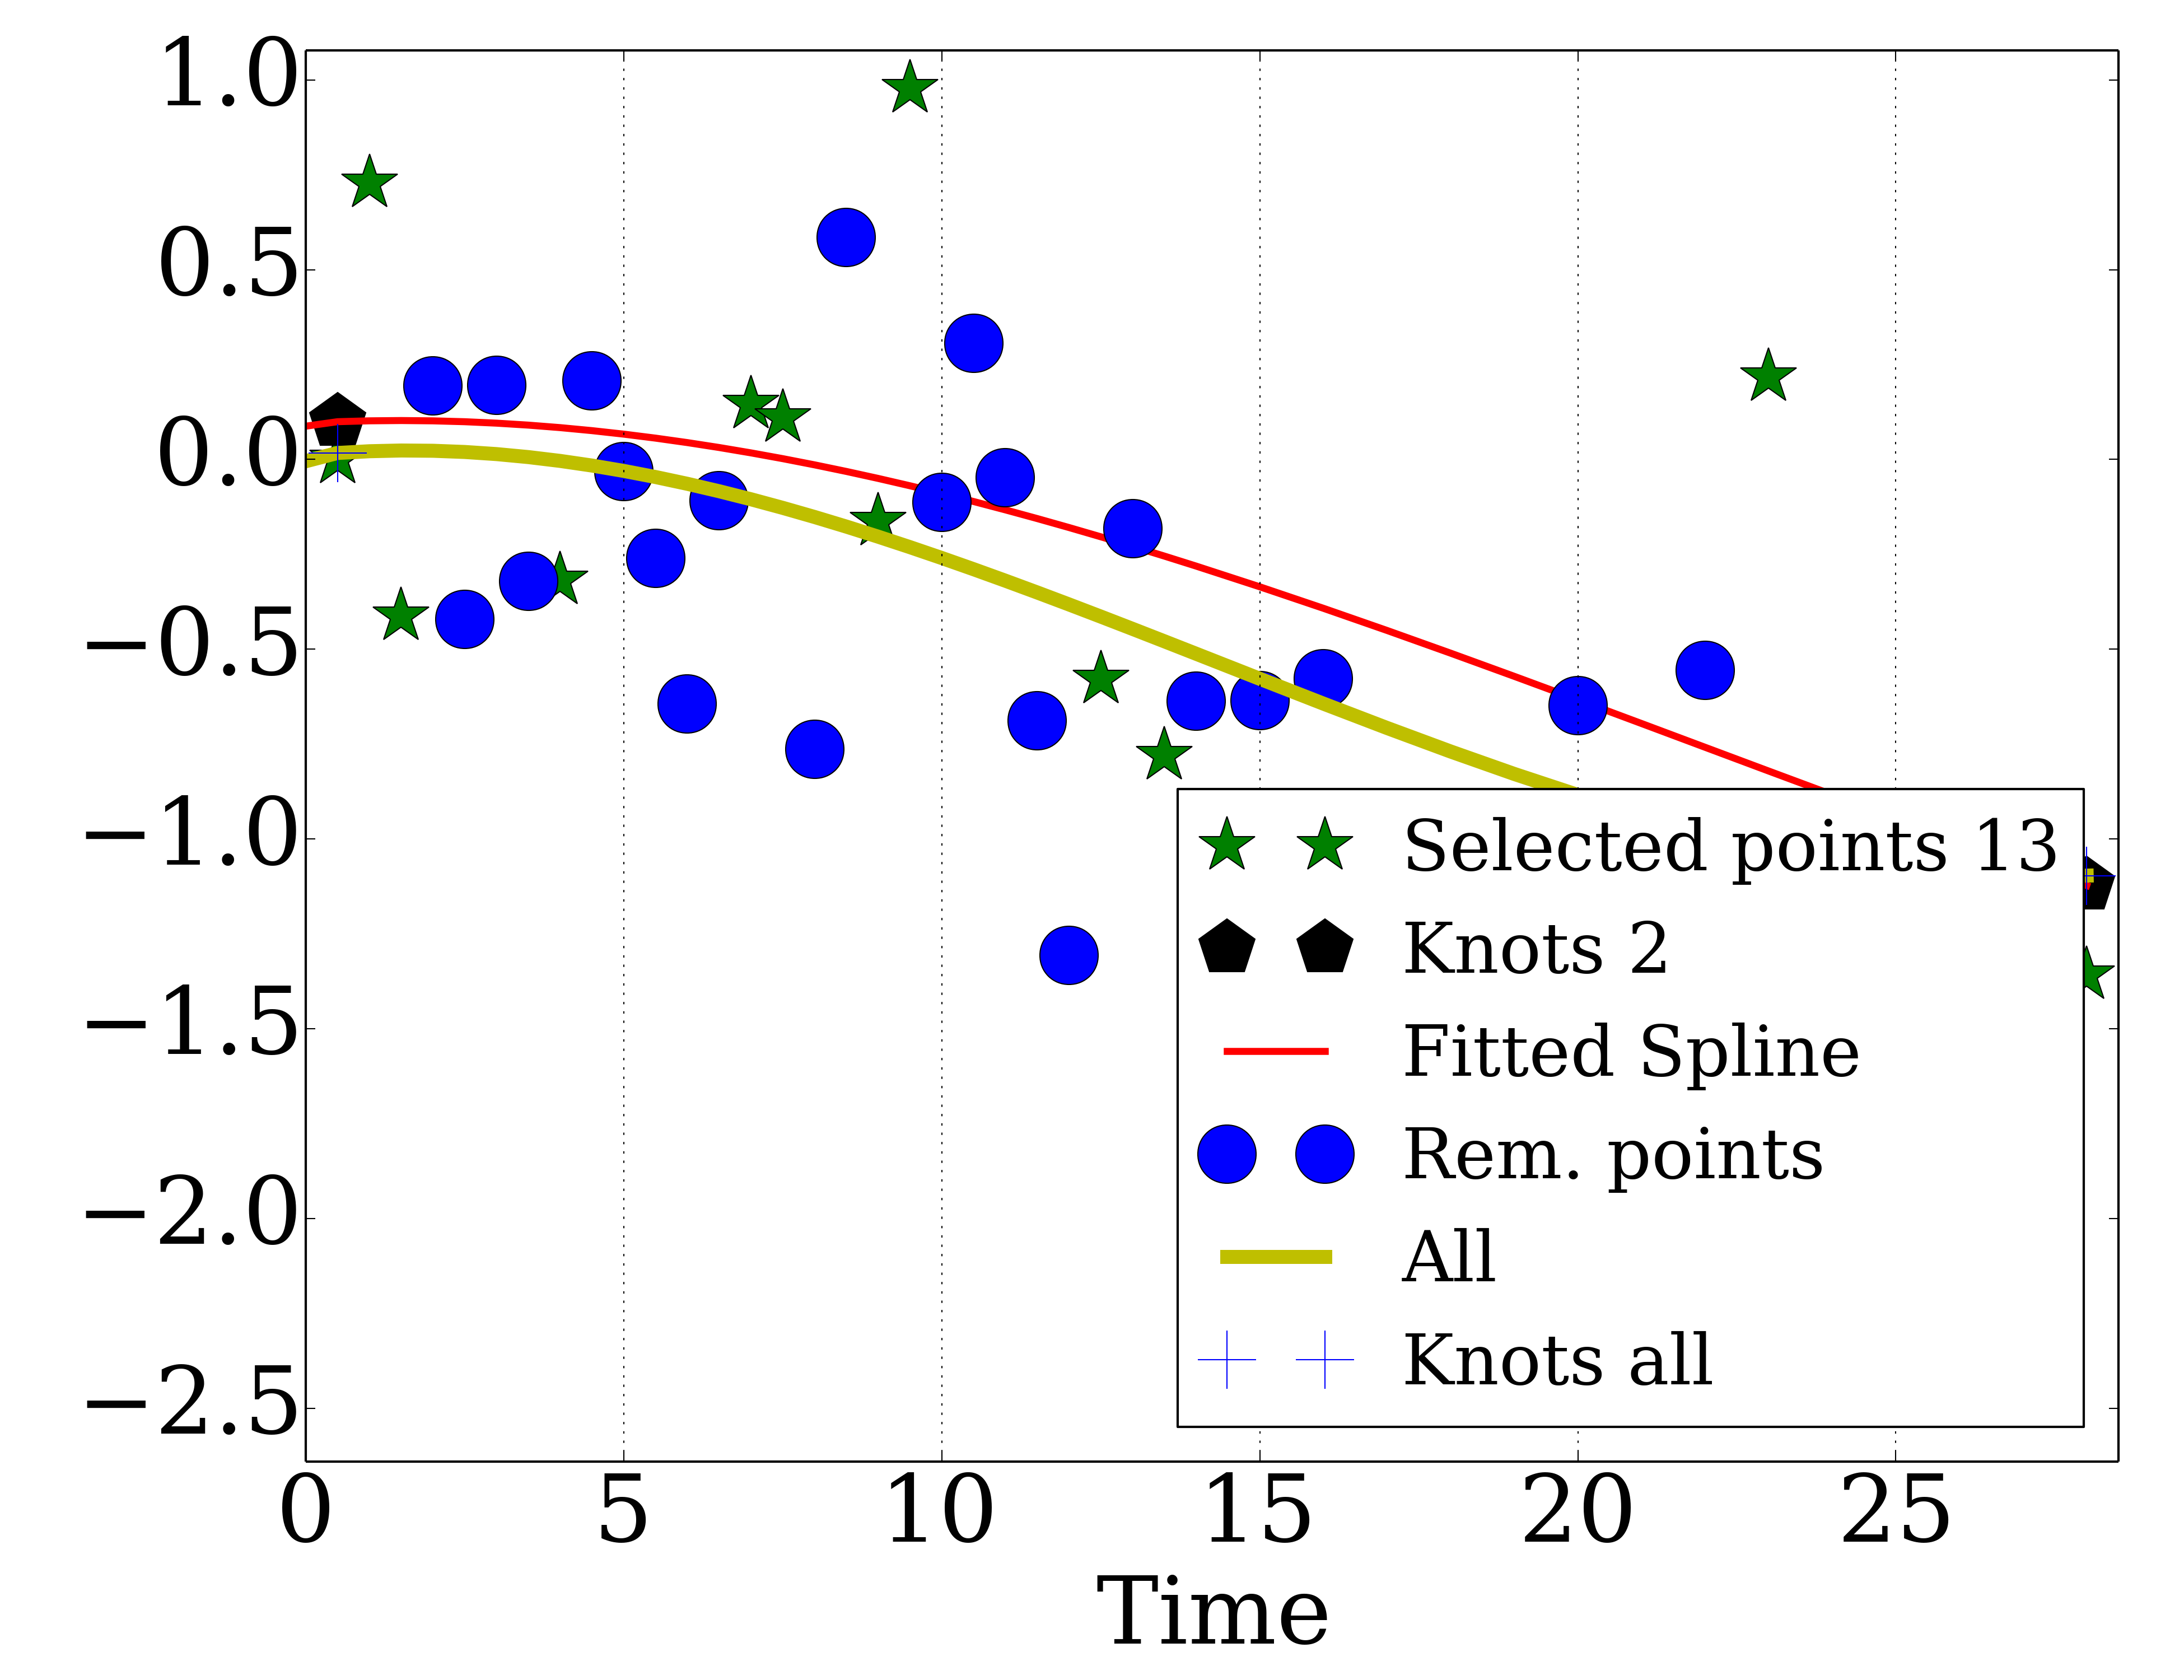 1.0
0.5
0.0
−0.5
−1.0
−1.5
−2.0
−2.5
0 5 10 15 20 25
Time
Selected points 13
Knots 2
Fitted Spline
Rem. points
All
Knots all